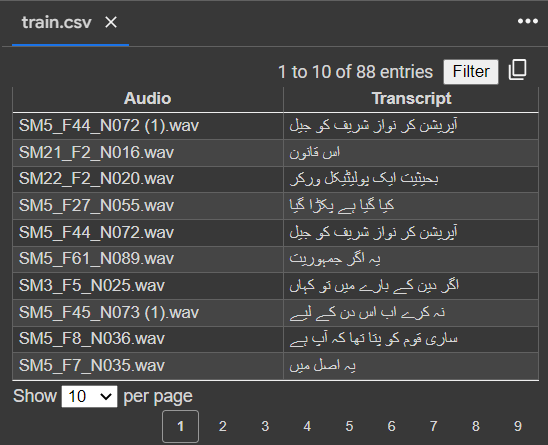 train.csv ×
1 to 10 of 88 entries Filter
Audio Transcript
SM5_F44_N072 (1).wav آپریشن کر نواز شریف کو جیل
SM21_F2_N016.wav اس قانون
SM22_F2_N020.wav بحیثیت ایک پولیٹیکل ورکر
SM5_F27_N055.wav کیا گیا ہے پکڑا گیا
SM5_F44_N072.wav آپریشن کر نواز شریف کو جیل
SM5_F61_N089.wav یہ اگر جمہوریت
SM3_F5_N025.wav اگر دین کے بارے میں تو کہاں
SM5_F45_N073 (1).wav نہ کرے اب اس دن کے لیے
SM5_F8_N036.wav ساری قوم کو پتا تھا کہ آپ ہے
SM5_F7_N035.wav یہ اصل میں
Show 10 per page
1 2 3 4 5 6 7 8 9